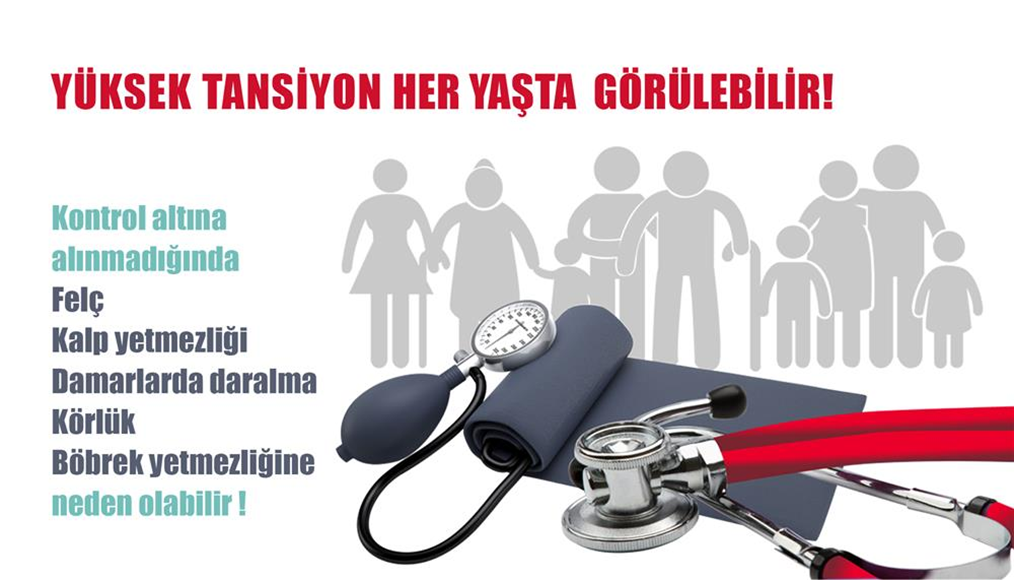 YÜKSEK TANSİYON HER YAŞTA GÖRÜLEBİLİR!
Kontrol altına
alınmadığında
Felç
Kalp yetmezliği
Damarlarda daralma
Körlük
Böbrek yetmezliğine
neden olabilir !